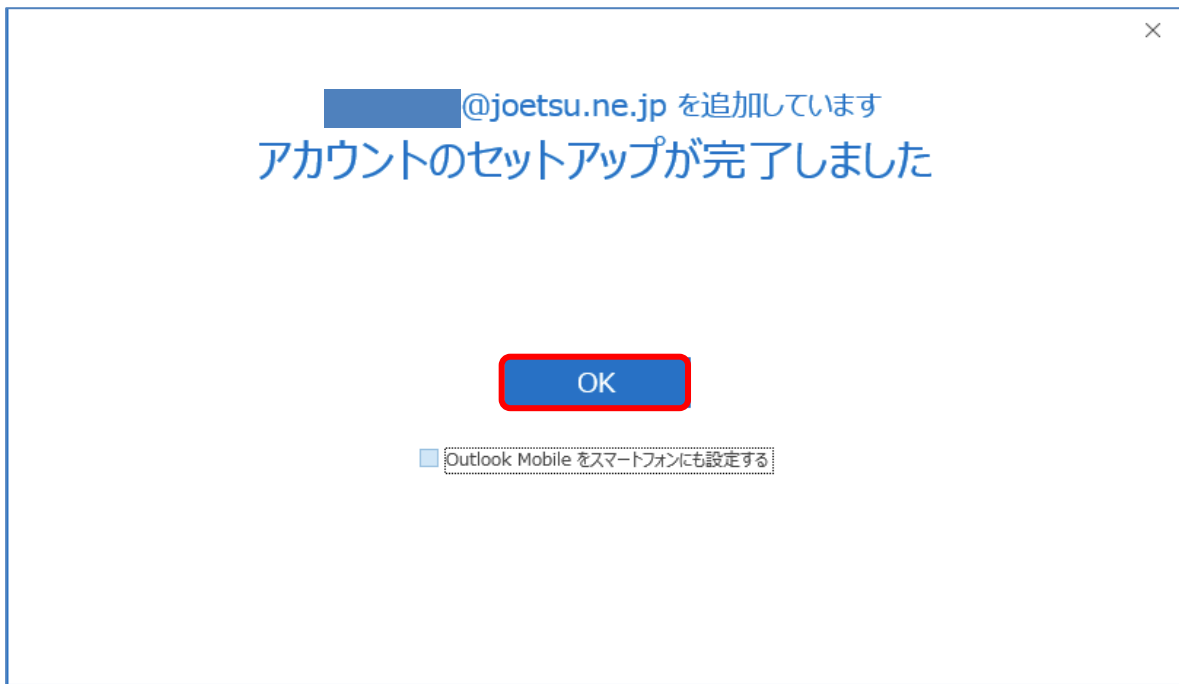 @joetsu.ne.jp を追加しています
アカウントのセットアップが完了しました
OK
Outlook Mobile をスマートフォンにも設定する